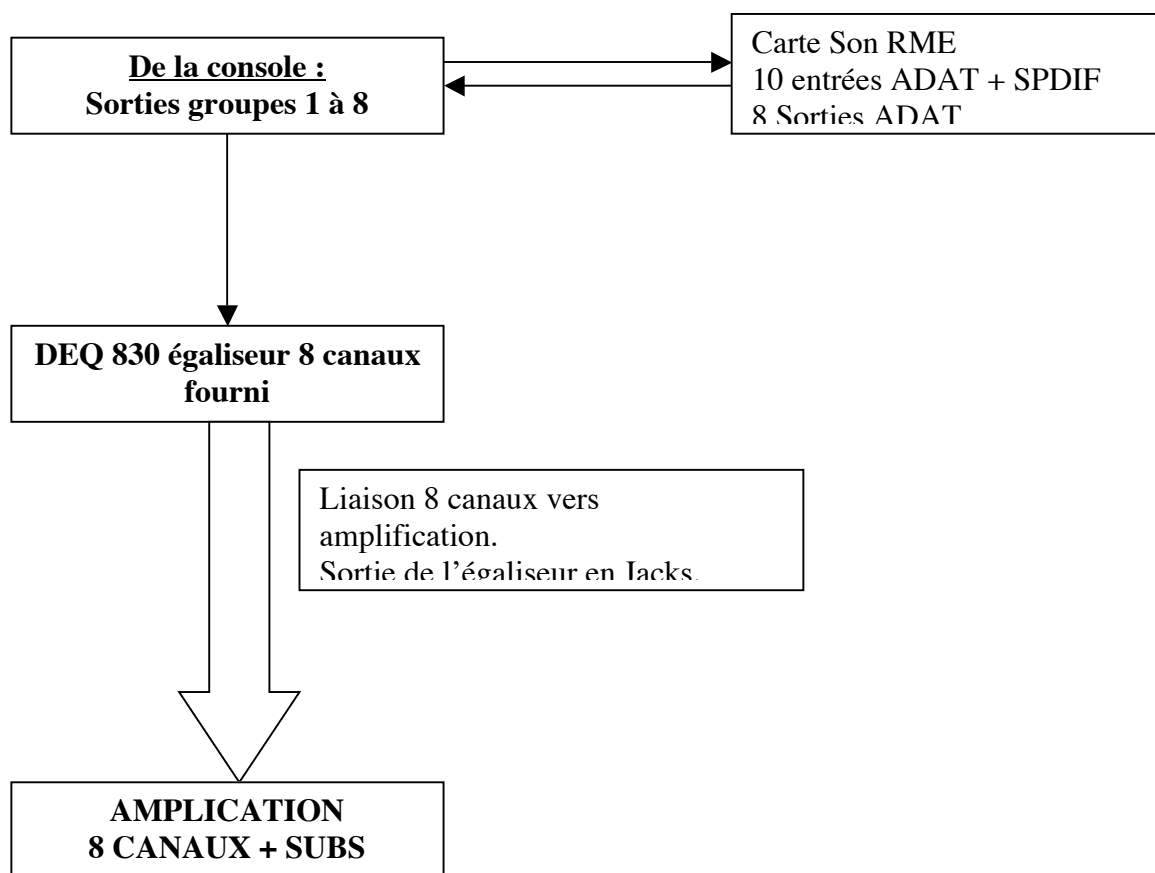 De la console :
Sorties groupes 1 à 8
Carte Son RME
10 entrées ADAT + SPDIF
8 Sorties ADAT
DEQ 830 égaliseur 8 canaux
fourni
Liaison 8 canaux vers
amplification.
Sortie de l’égaliseur en Jacks.
AMPLICATION
8 CANAUX + SUBS